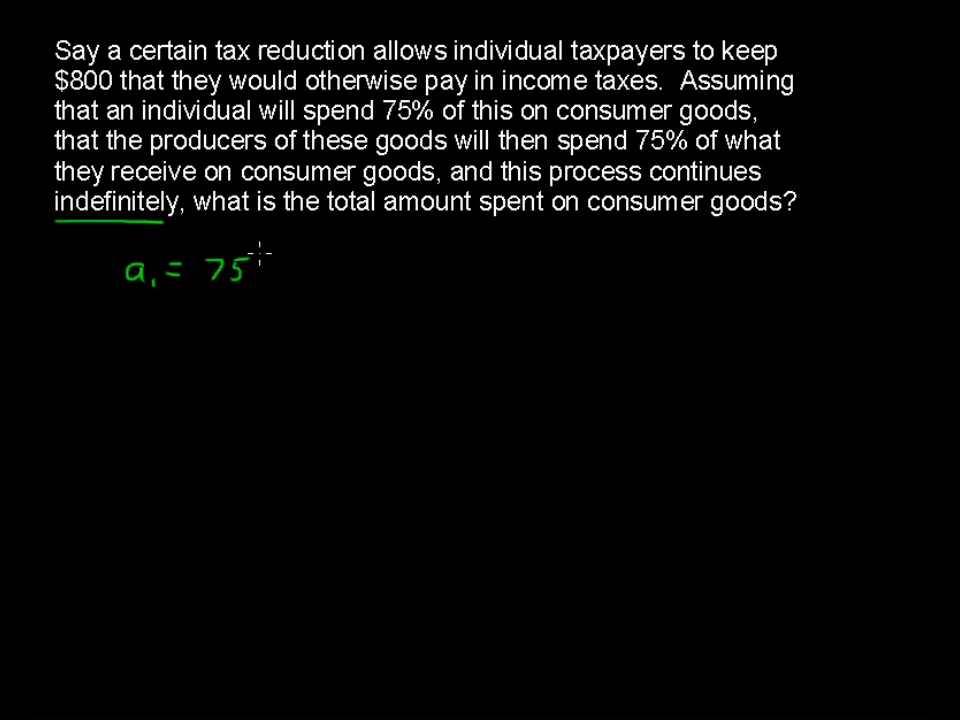 Say a certain tax reduction allows individual taxpayers to keep
$800 that they would otherwise pay in income taxes.  Assuming
that an individual will spend 75% of this on consumer goods,
that the producers of these goods will then spend 75% of what
they receive on consumer goods, and this process continues
indefinitely, what is the total amount spent on consumer goods?
a₁ = 75